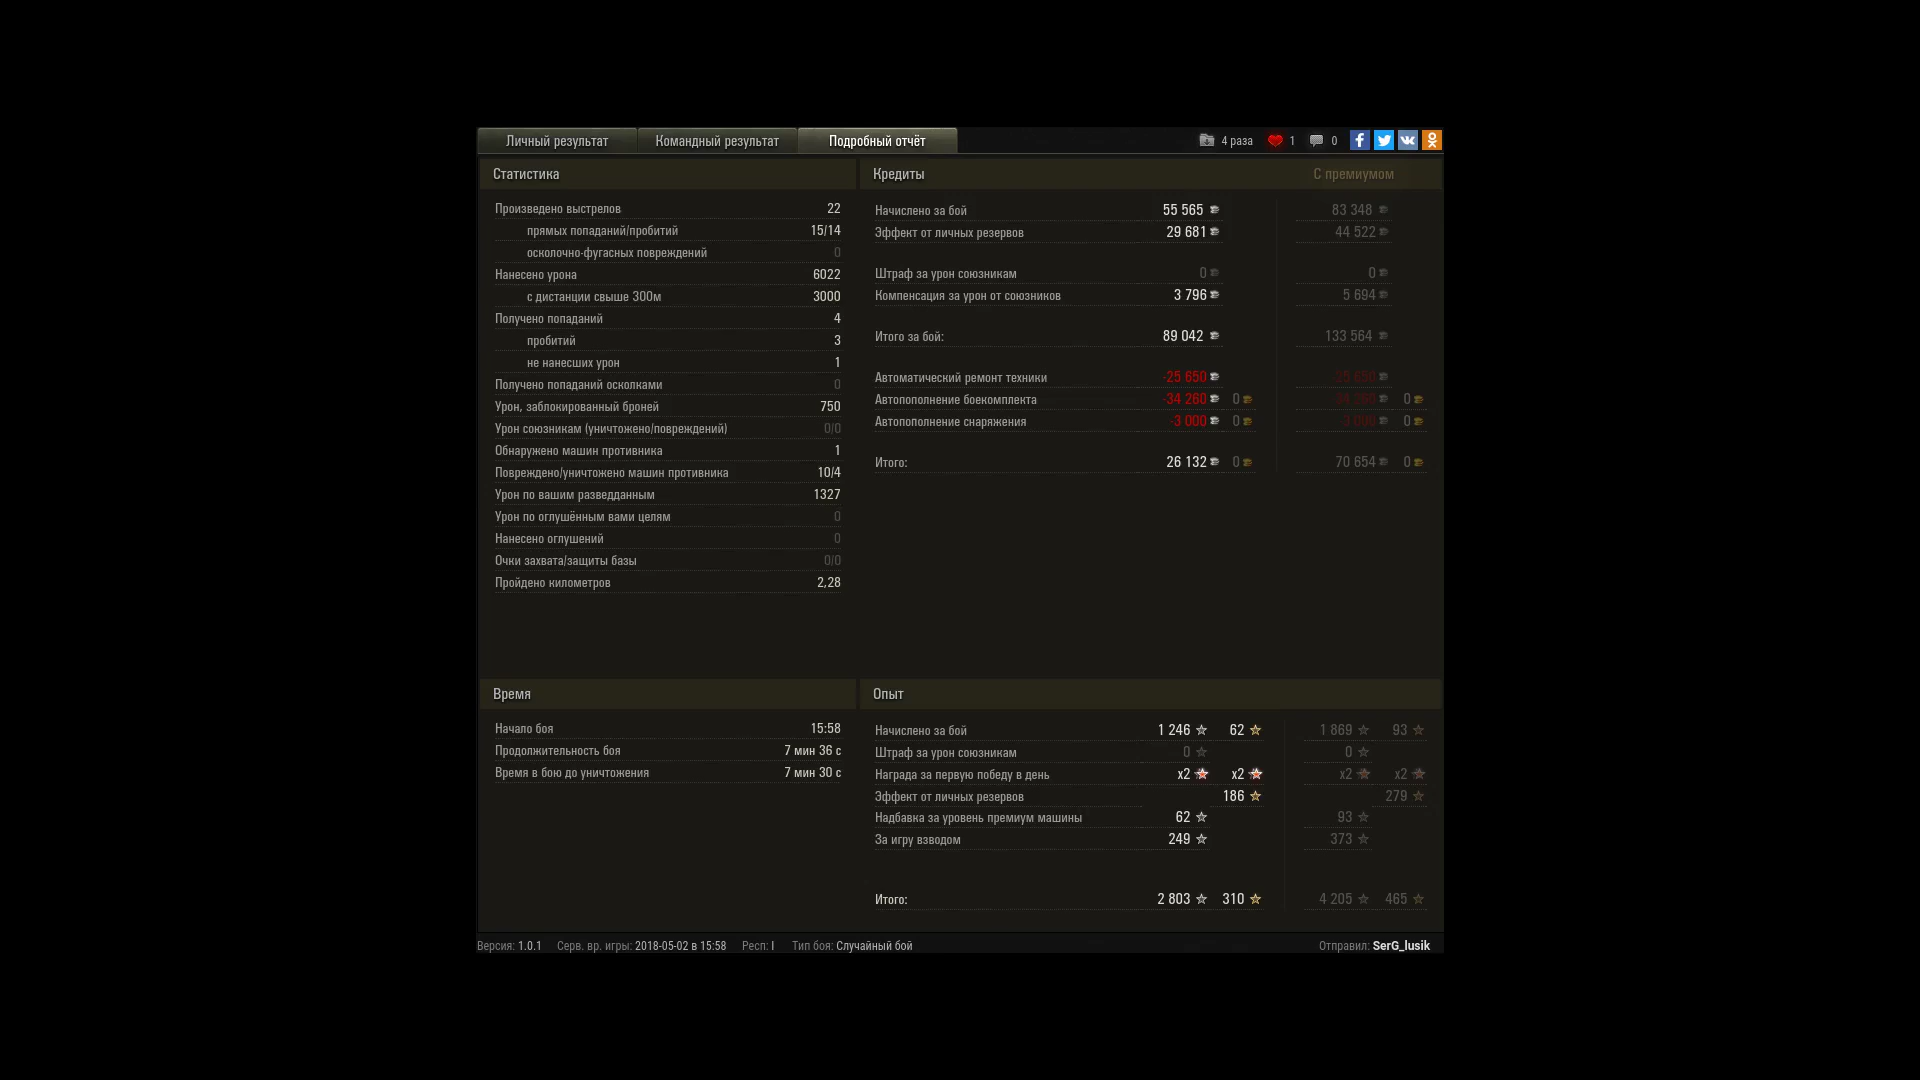 Личный результат Командный результат Подробный отчёт 4 раза 1 0
Статистика
Произведено выстрелов 22
прямых попаданий/пробитий 15/14
осколочно-фугасных повреждений 0
Нанесено урона 6022
с дистанции свыше 300м 3000
Получено попаданий 4
пробитий 3
не нанесших урон 1
Получено попаданий осколками 0
Урон, заблокированный броней 750
Урон союзникам (уничтожено/повреждений) 0/0
Обнаружено машин противника 1
Повреждено/уничтожено машин противника 10/4
Урон по вашим разведданным 1327
Урон по оглушённым вами целям 0
Нанесено оглушений 0
Очки захвата/защиты базы 0/0
Пройдено километров 2,28
Кредиты С премиумом
Начислено за бой 55 565 83 348
Эффект от личных резервов 29 681 44 522
Штраф за урон союзникам 0 0
Компенсация за урон от союзников 3 796 5 694
Итого за бой: 89 042 133 564
Автоматический ремонт техники -25 650 -25 650
Автопополнение боекомплекта -34 260 0 -34 260 0
Автопополнение снаряжения -3 000 0 -3 000 0
Итого: 26 132 0 70 654 0
Время
Начало боя 15:58
Продолжительность боя 7 мин 36 с
Время в бою до уничтожения 7 мин 30 с
Опыт
Начислено за бой 1 246 62 1 869 93
Штраф за урон союзникам 0 0
Награда за первую победу в день x2 x2 x2 x2
Эффект от личных резервов 186 279
Надбавка за уровень премиум машины 62 93
За игру взводом 249 373
Итого: 2 803 310 4 205 465
Версия: 1.0.1 Серв. вр. игры: 2018-05-02 в 15:58 Респ: I Тип боя: Случайный бой Отправил: SerG_lusik